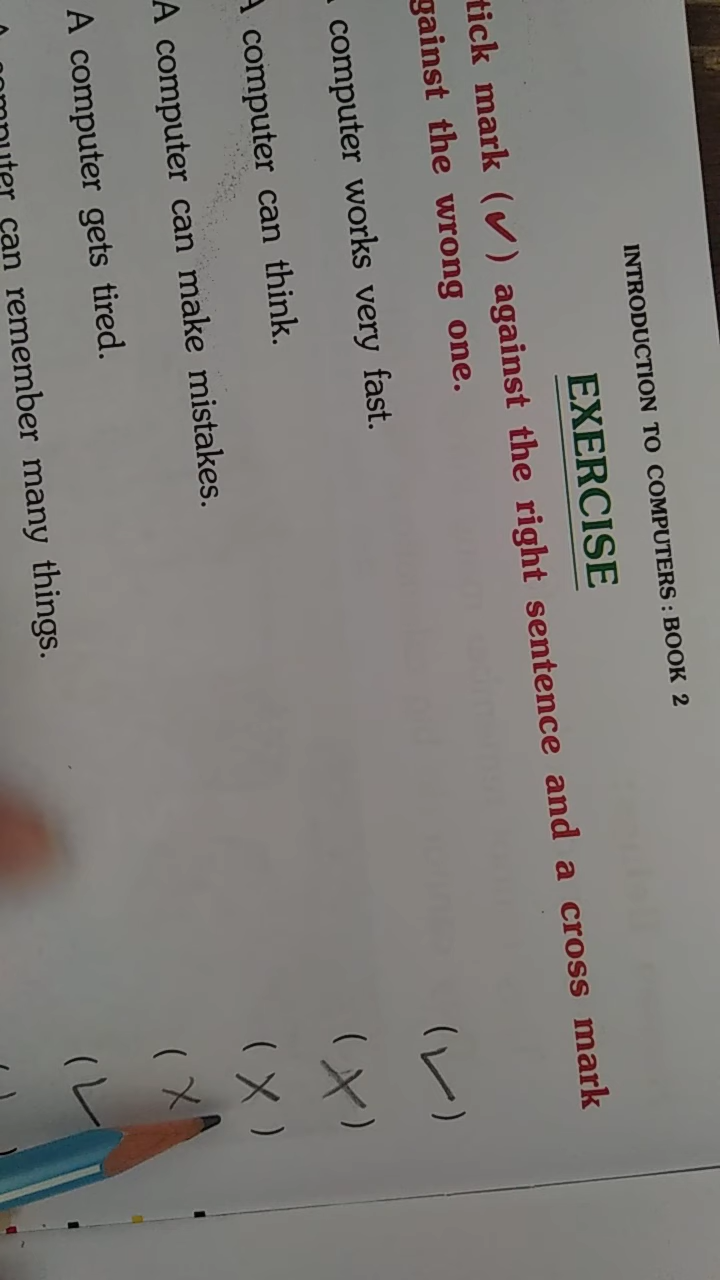 INTRODUCTION TO COMPUTERS : BOOK 2
EXERCISE
tick mark (✓) against the right sentence and a cross mark
gainst the wrong one.
computer works very fast. (✓)
A computer can think. (X)
A computer can make mistakes. (X)
A computer gets tired. (X)
A computer can remember many things. (✓)